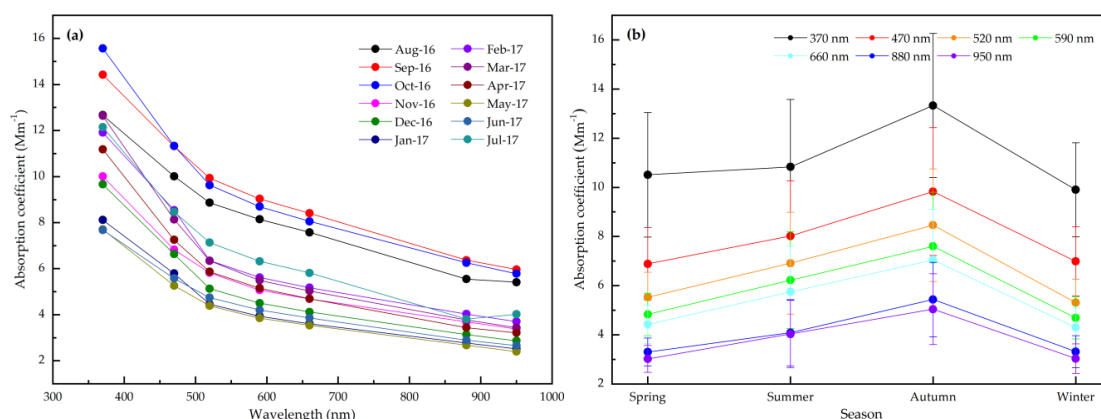 (a)
Aug-16
Sep-16
Oct-16
Nov-16
Dec-16
Jan-17
Feb-17
Mar-17
Apr-17
May-17
Jun-17
Jul-17
Absorption coefficient (Mm⁻¹)
16
14
12
10
8
6
4
2
300 400 500 600 700 800 900 1000
Wavelength (nm)
(b)
370 nm 470 nm 520 nm 590 nm
660 nm 880 nm 950 nm
Absorption coefficient (Mm⁻¹)
16
14
12
10
8
6
4
2
Spring Summer Autumn Winter
Season